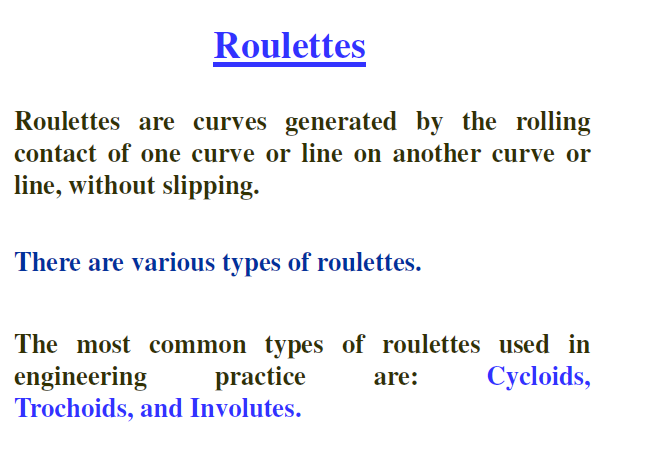 Roulettes
Roulettes are curves generated by the rolling
contact of one curve or line on another curve or
line, without slipping.
There are various types of roulettes.
The most common types of roulettes used in
engineering practice are: Cycloids,
Trochoids, and Involutes.